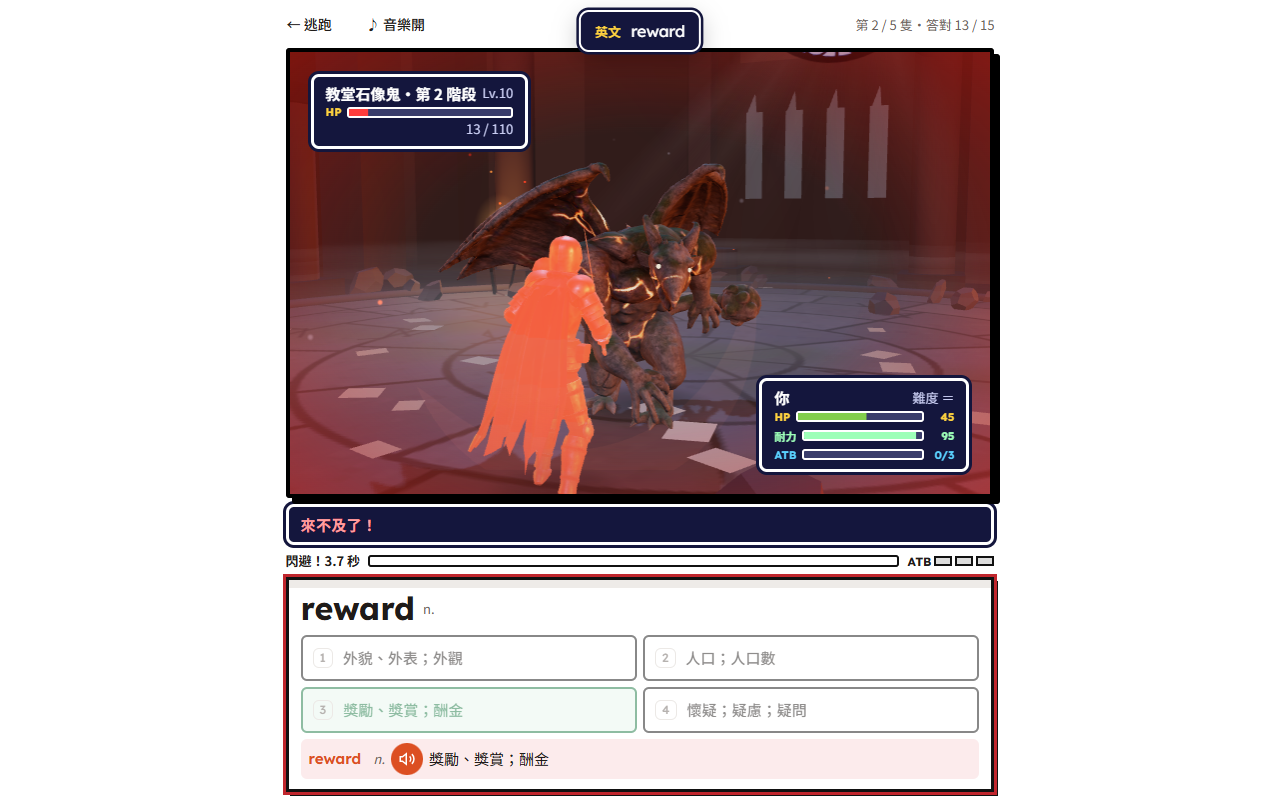 ← 逃跑 ♪ 音樂開 英文 reward 第 2 / 5 隻・答對 13 / 15
教堂石像鬼・第 2 階段 Lv.10
HP
13 / 110
你 難度 ＝
HP 45
耐力 95
ATB 0/3
來不及了！
閃避！3.7 秒 ATB
reward n.
1 外貌、外表；外觀
2 人口；人口數
3 獎勵、獎賞；酬金
4 懷疑；疑慮；疑問
reward n. 獎勵、獎賞；酬金